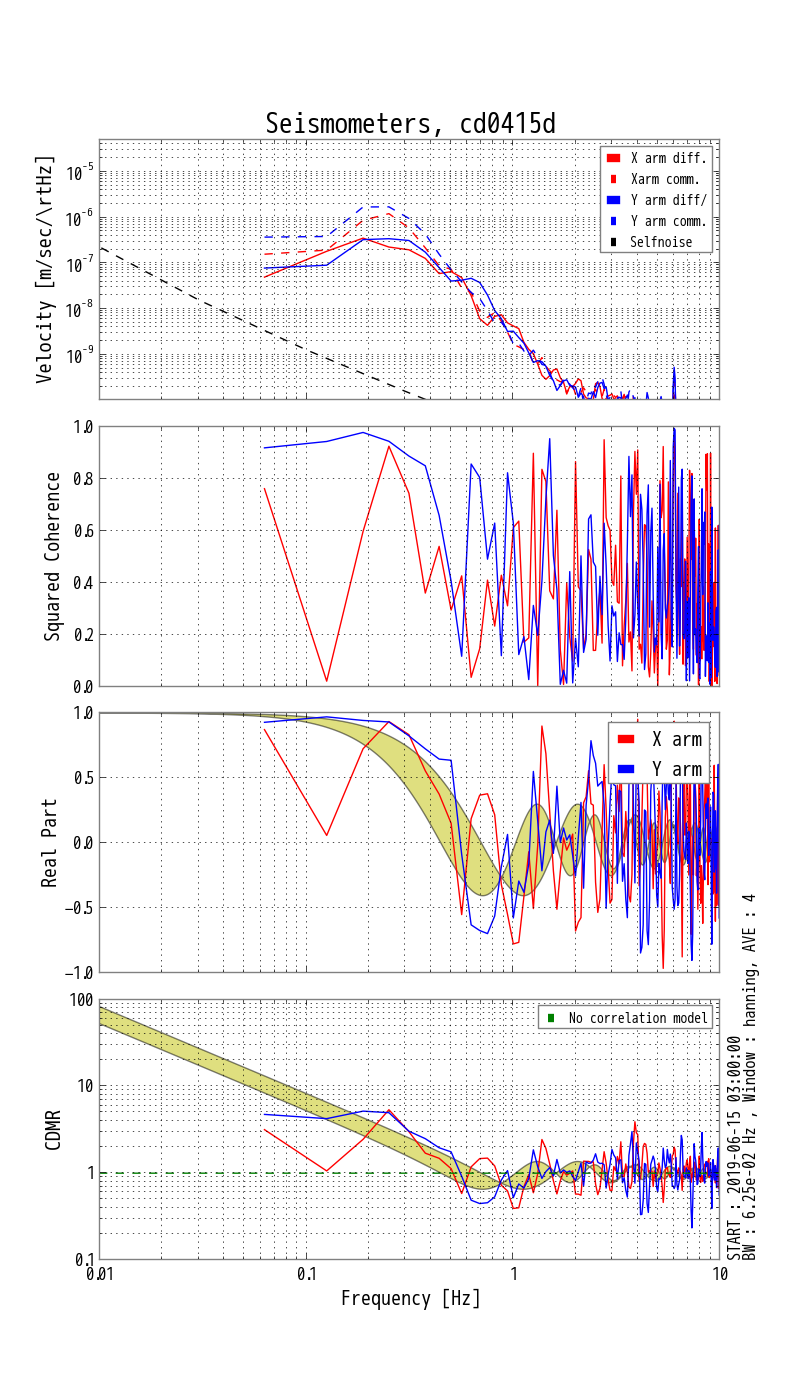 Seismometers, cd0415d
Velocity [m/sec/\rtHz]
10^-5
10^-6
10^-7
10^-8
10^-9
X arm diff.
Xarm comm.
Y arm diff/
Y arm comm.
Selfnoise
Squared Coherence
1.0
0.8
0.6
0.4
0.2
0.0
Real Part
1.0
0.5
0.0
−0.5
−1.0
X arm
Y arm
CDMR
100
10
1
0.1
No correlation model
0.01
0.1
1
10
Frequency [Hz]
START : 2019-06-15 03:00:00
BW : 6.25e-02 Hz , Window : hanning, AVE : 4